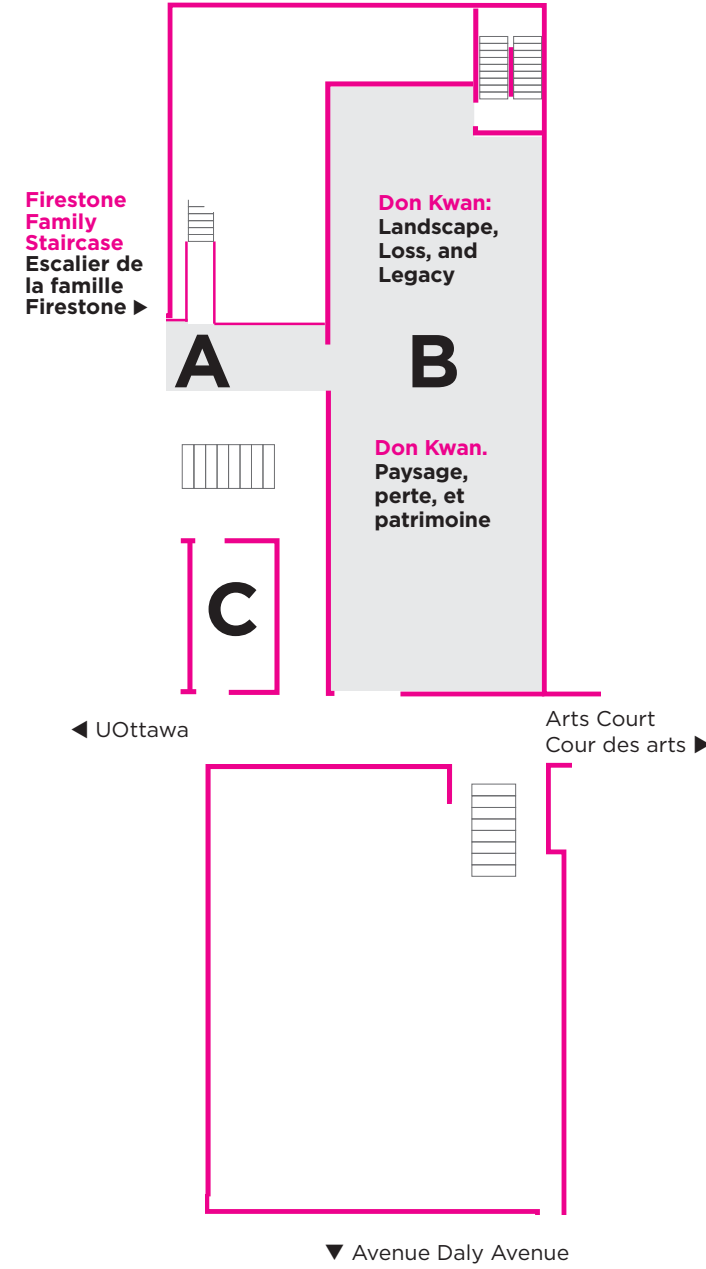 Firestone
Family
Staircase
Escalier de
la famille
Firestone ▶
Don Kwan:
Landscape,
Loss, and
Legacy
A
B
Don Kwan.
Paysage,
perte, et
patrimoine
C
◀ UOttawa
Arts Court
Cour des arts ▶
▼ Avenue Daly Avenue